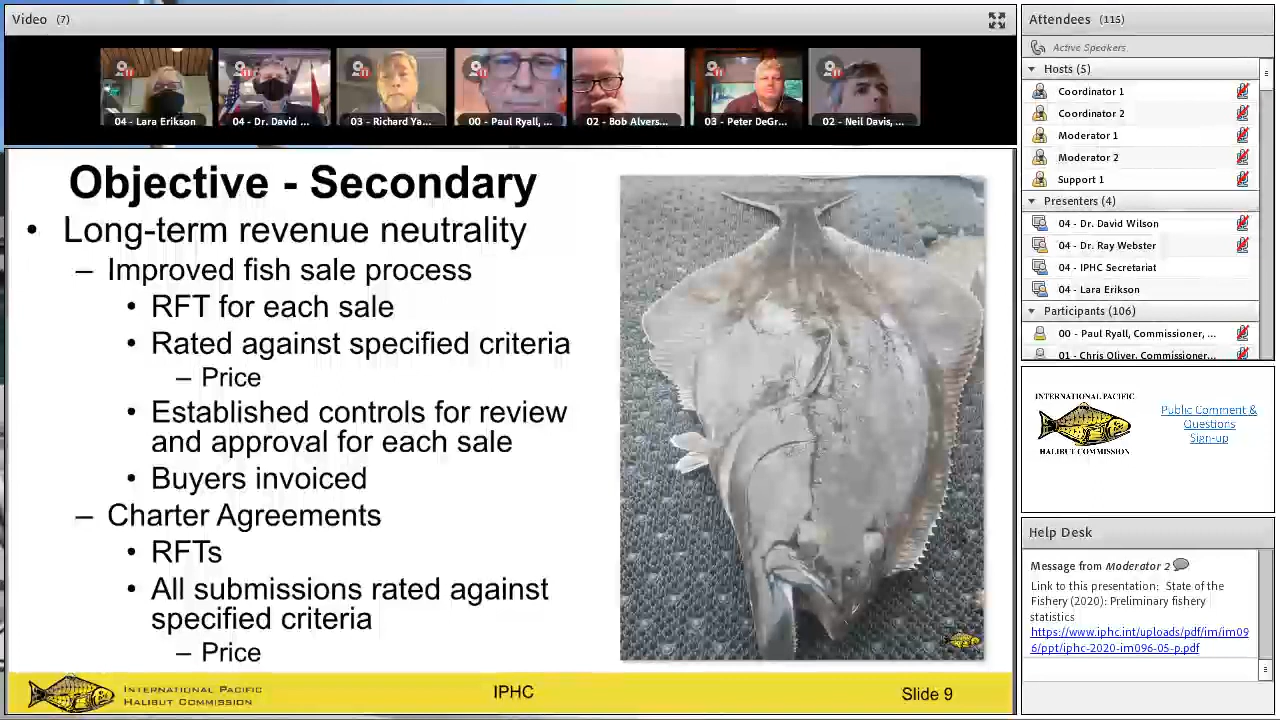 Video (7)
04 - Lara Erikson
04 - Dr. David ...
03 - Richard Ya...
00 - Paul Ryall, ...
02 - Bob Alvers...
03 - Peter DeGr...
02 - Neil Davis, ...
Objective - Secondary
• Long-term revenue neutrality
– Improved fish sale process
• RFT for each sale
• Rated against specified criteria
– Price
• Established controls for review
and approval for each sale
• Buyers invoiced
– Charter Agreements
• RFTs
• All submissions rated against
specified criteria
– Price
INTERNATIONAL PACIFIC
HALIBUT COMMISSION
IPHC
Slide 9
Attendees (115)
Active Speakers
Hosts (5)
Coordinator 1
Coordinator 2
Moderator 1
Moderator 2
Support 1
Presenters (4)
04 - Dr. David Wilson
04 - Dr. Ray Webster
04 - IPHC Secretariat
04 - Lara Erikson
Participants (106)
00 - Paul Ryall, Commissioner, ...
01 - Chris Oliver, Commissioner...
INTERNATIONAL PACIFIC
HALIBUT COMMISSION
Public Comment &
Questions
Sign-up
Help Desk
Message from Moderator 2
Link to this presentation: State of the
Fishery (2020): Preliminary fishery
statistics
https://www.iphc.int/uploads/pdf/im/im09
6/ppt/iphc-2020-im096-05-p.pdf